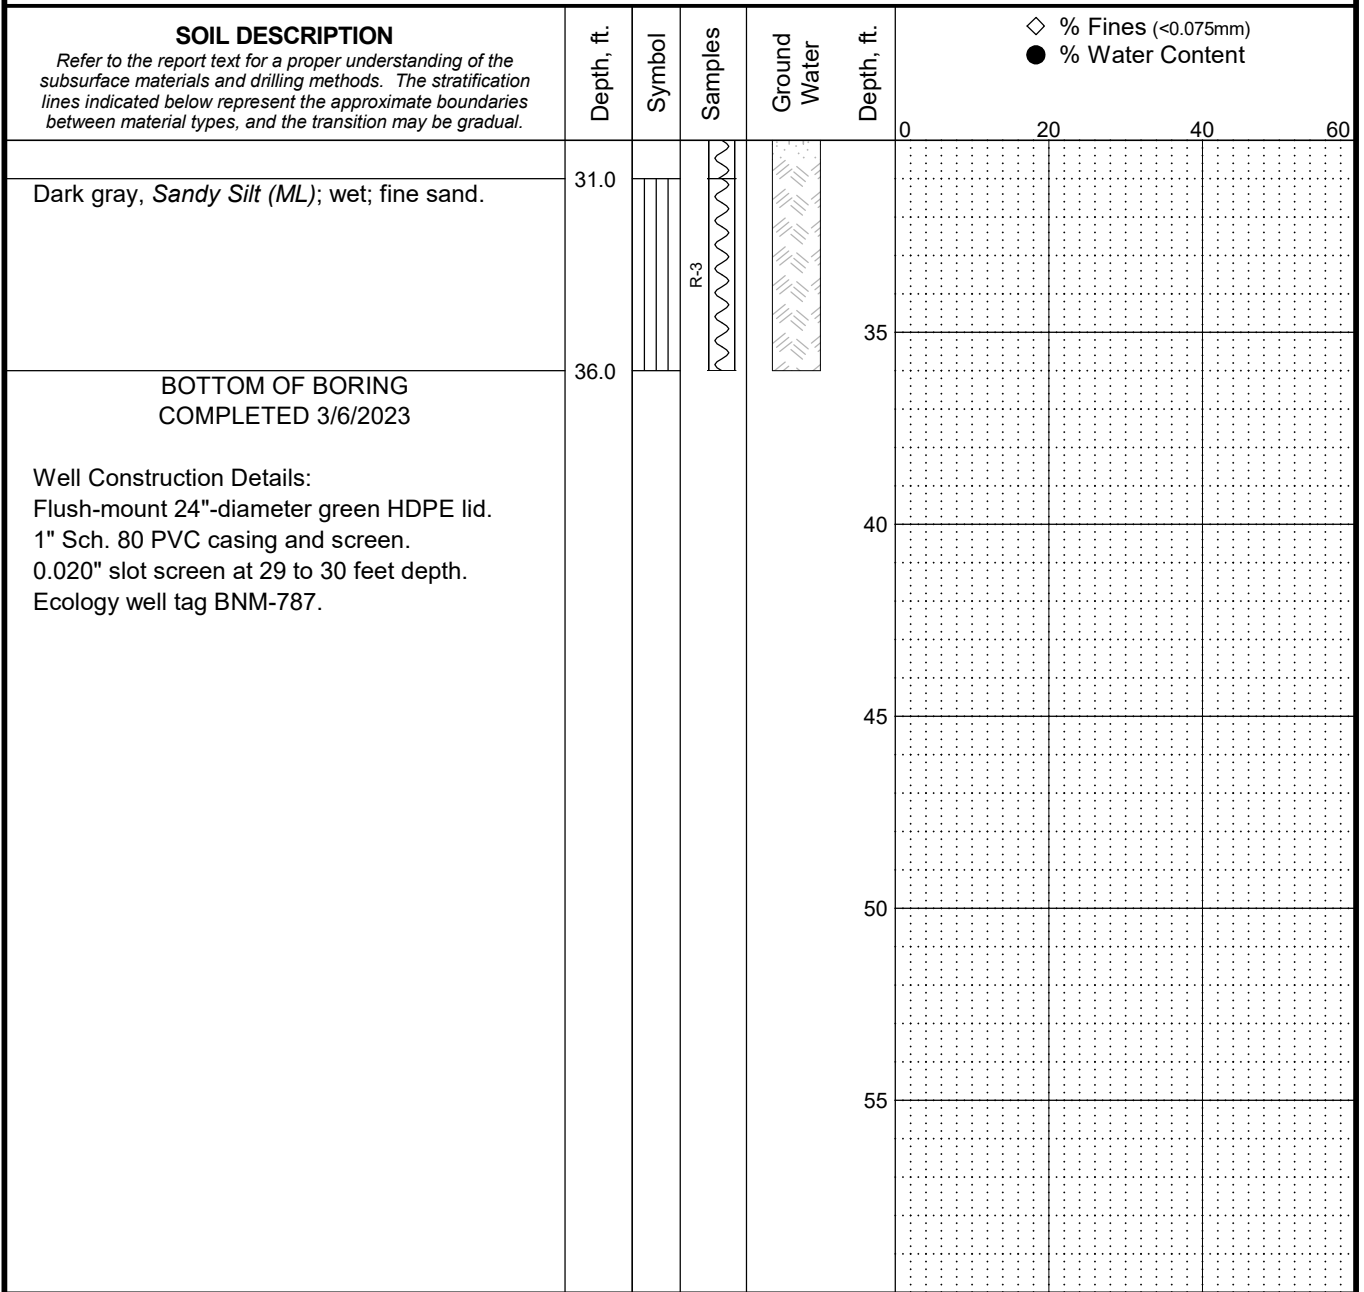 SOIL DESCRIPTION
Refer to the report text for a proper understanding of the
subsurface materials and drilling methods. The stratification
lines indicated below represent the approximate boundaries
between material types, and the transition may be gradual.
Depth, ft.
Symbol
Samples
Ground
Water
Depth, ft.
◇ % Fines (<0.075mm)
● % Water Content
0 20 40 60
31.0
Dark gray, Sandy Silt (ML); wet; fine sand.
R-3
35
36.0
BOTTOM OF BORING
COMPLETED 3/6/2023
Well Construction Details:
Flush-mount 24"-diameter green HDPE lid.
1" Sch. 80 PVC casing and screen.
0.020" slot screen at 29 to 30 feet depth.
Ecology well tag BNM-787.
40
45
50
55